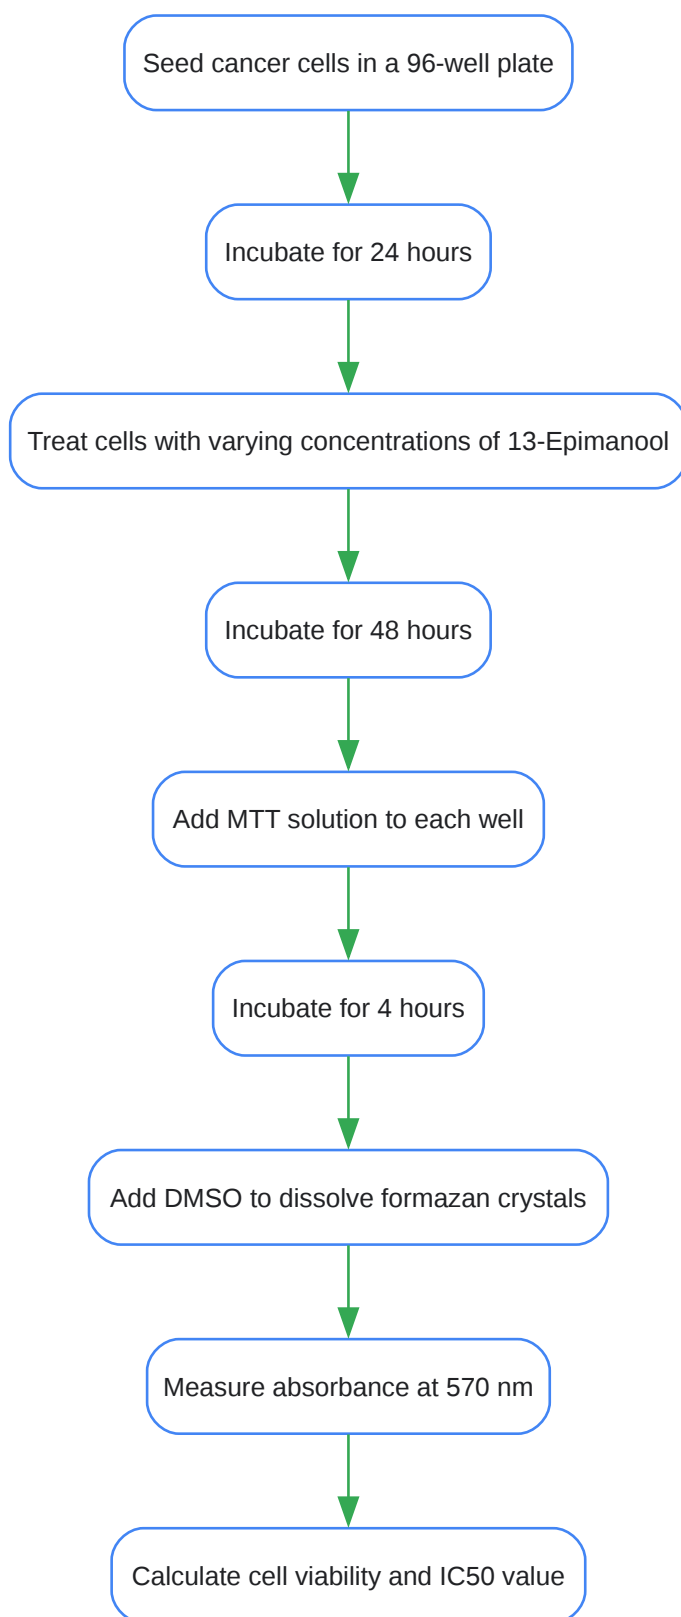 Seed cancer cells in a 96-well plate
Incubate for 24 hours
Treat cells with varying concentrations of 13-Epimanool
Incubate for 48 hours
Add MTT solution to each well
Incubate for 4 hours
Add DMSO to dissolve formazan crystals
Measure absorbance at 570 nm
Calculate cell viability and IC50 value